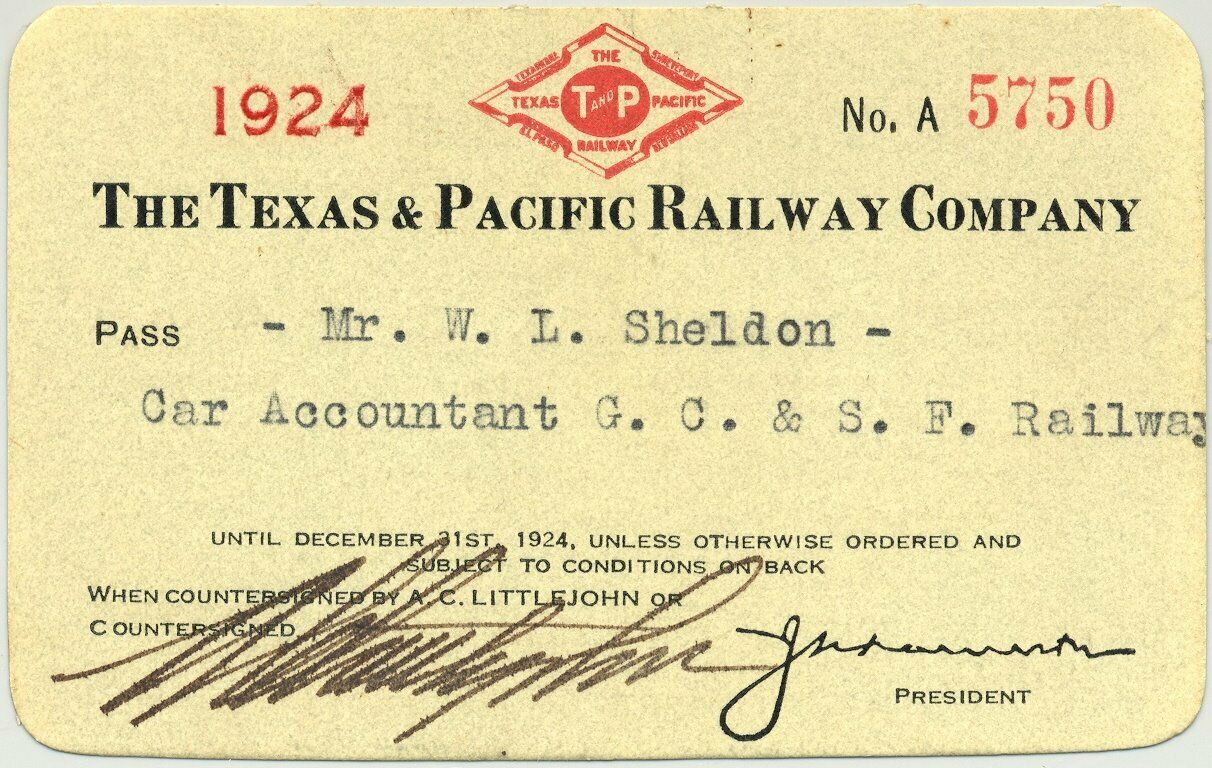 1924
THE
TEXAS T AND P PACIFIC
EL PASO
RAILWAY
No. A 5750
THE TEXAS & PACIFIC RAILWAY COMPANY
PASS - Mr. W. L. Sheldon -
Car Accountant G. C. & S. F. Railway
UNTIL DECEMBER 31ST, 1924, UNLESS OTHERWISE ORDERED AND
SUBJECT TO CONDITIONS ON BACK
WHEN COUNTERSIGNED BY A. C. LITTLEJOHN OR
COUNTERSIGNED
PRESIDENT